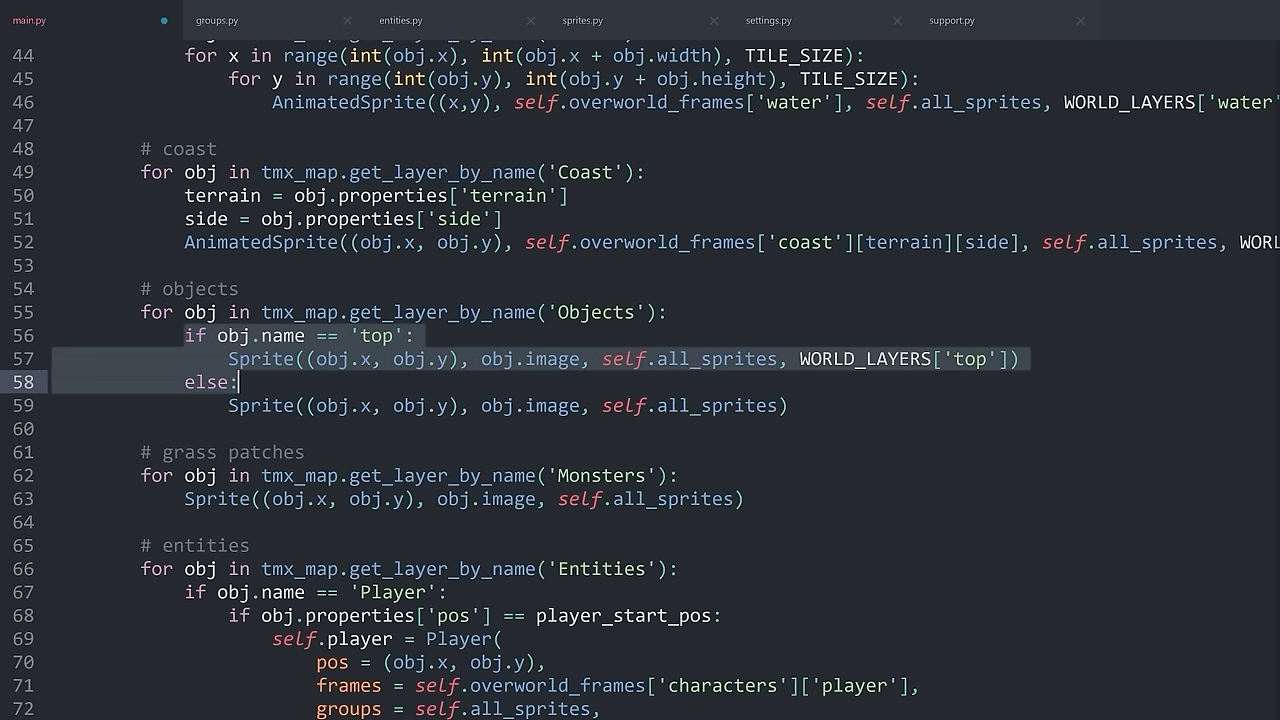 main.py groups.py entities.py sprites.py settings.py support.py
44 for x in range(int(obj.x), int(obj.x + obj.width), TILE_SIZE):
45 for y in range(int(obj.y), int(obj.y + obj.height), TILE_SIZE):
46 AnimatedSprite((x,y), self.overworld_frames['water'], self.all_sprites, WORLD_LAYERS['water'
47
48 # coast
49 for obj in tmx_map.get_layer_by_name('Coast'):
50 terrain = obj.properties['terrain']
51 side = obj.properties['side']
52 AnimatedSprite((obj.x, obj.y), self.overworld_frames['coast'][terrain][side], self.all_sprites, WORL
53
54 # objects
55 for obj in tmx_map.get_layer_by_name('Objects'):
56 if obj.name == 'top':
57 Sprite((obj.x, obj.y), obj.image, self.all_sprites, WORLD_LAYERS['top'])
58 else:
59 Sprite((obj.x, obj.y), obj.image, self.all_sprites)
60
61 # grass patches
62 for obj in tmx_map.get_layer_by_name('Monsters'):
63 Sprite((obj.x, obj.y), obj.image, self.all_sprites)
64
65 # entities
66 for obj in tmx_map.get_layer_by_name('Entities'):
67 if obj.name == 'Player':
68 if obj.properties['pos'] == player_start_pos:
69 self.player = Player(
70 pos = (obj.x, obj.y),
71 frames = self.overworld_frames['characters']['player'],
72 groups = self.all_sprites,